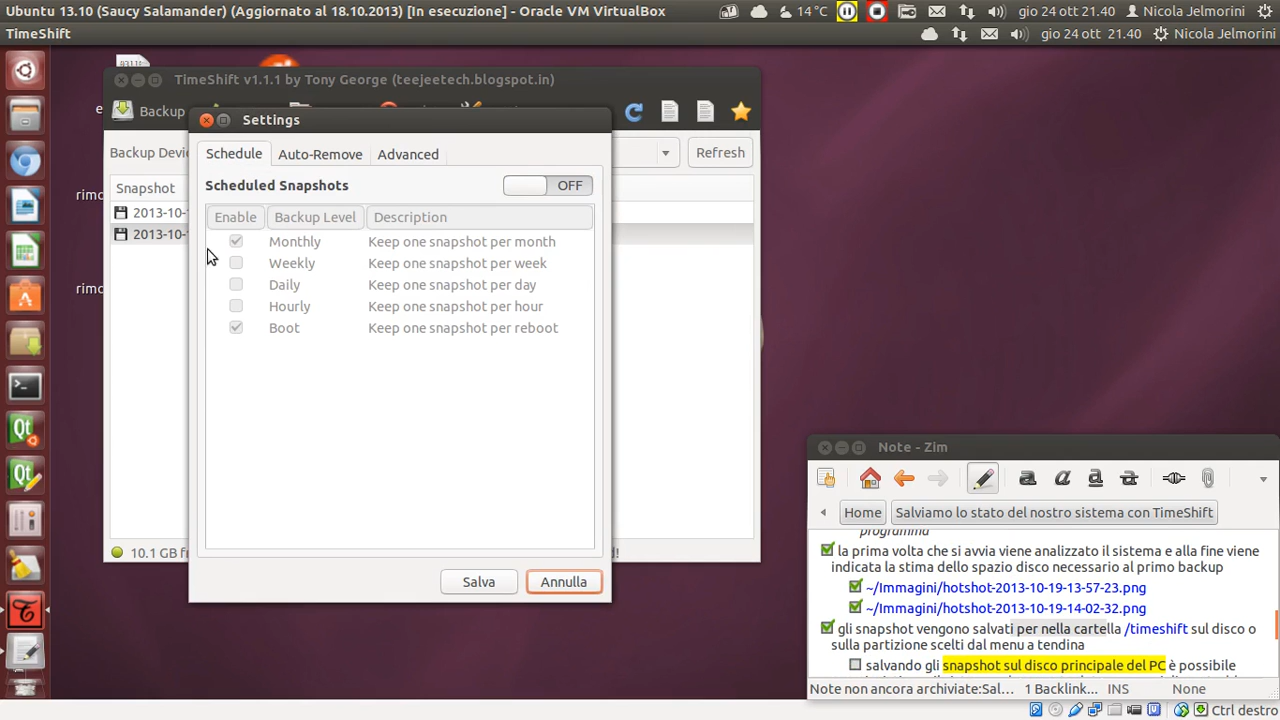 Ubuntu 13.10 (Saucy Salamander) (Aggiornato al 18.10.2013) [In esecuzione] - Oracle VM VirtualBox
14 °C
gio 24 ott 21.40
Nicola Jelmorini
TimeShift
gio 24 ott 21.40
Nicola Jelmorini
TimeShift v1.1.1 by Tony George (teejeetech.blogspot.in)
Backup
Settings
Backup Devi
Schedule Auto-Remove Advanced
Refresh
Snapshot
Scheduled Snapshots OFF
2013-10-
Enable Backup Level Description
2013-10-
Monthly Keep one snapshot per month
Weekly Keep one snapshot per week
Daily Keep one snapshot per day
rimo
rimo
Hourly Keep one snapshot per hour
Boot Keep one snapshot per reboot
10.1 GB f
Salva Annulla
Note - Zim
Home Salviamo lo stato del nostro sistema con TimeShift
programma
la prima volta che si avvia viene analizzato il sistema e alla fine viene
indicata la stima dello spazio disco necessario al primo backup
~/Immagini/hotshot-2013-10-19-13-57-23.png
~/Immagini/hotshot-2013-10-19-14-02-32.png
gli snapshot vengono salvati per nella cartella /timeshift sul disco o
sulla partizione scelti dal menu a tendina
salvando gli snapshot sul disco principale del PC è possibile
Note non ancora archiviate:Sal... 1 Backlink... INS None
Ctrl destro